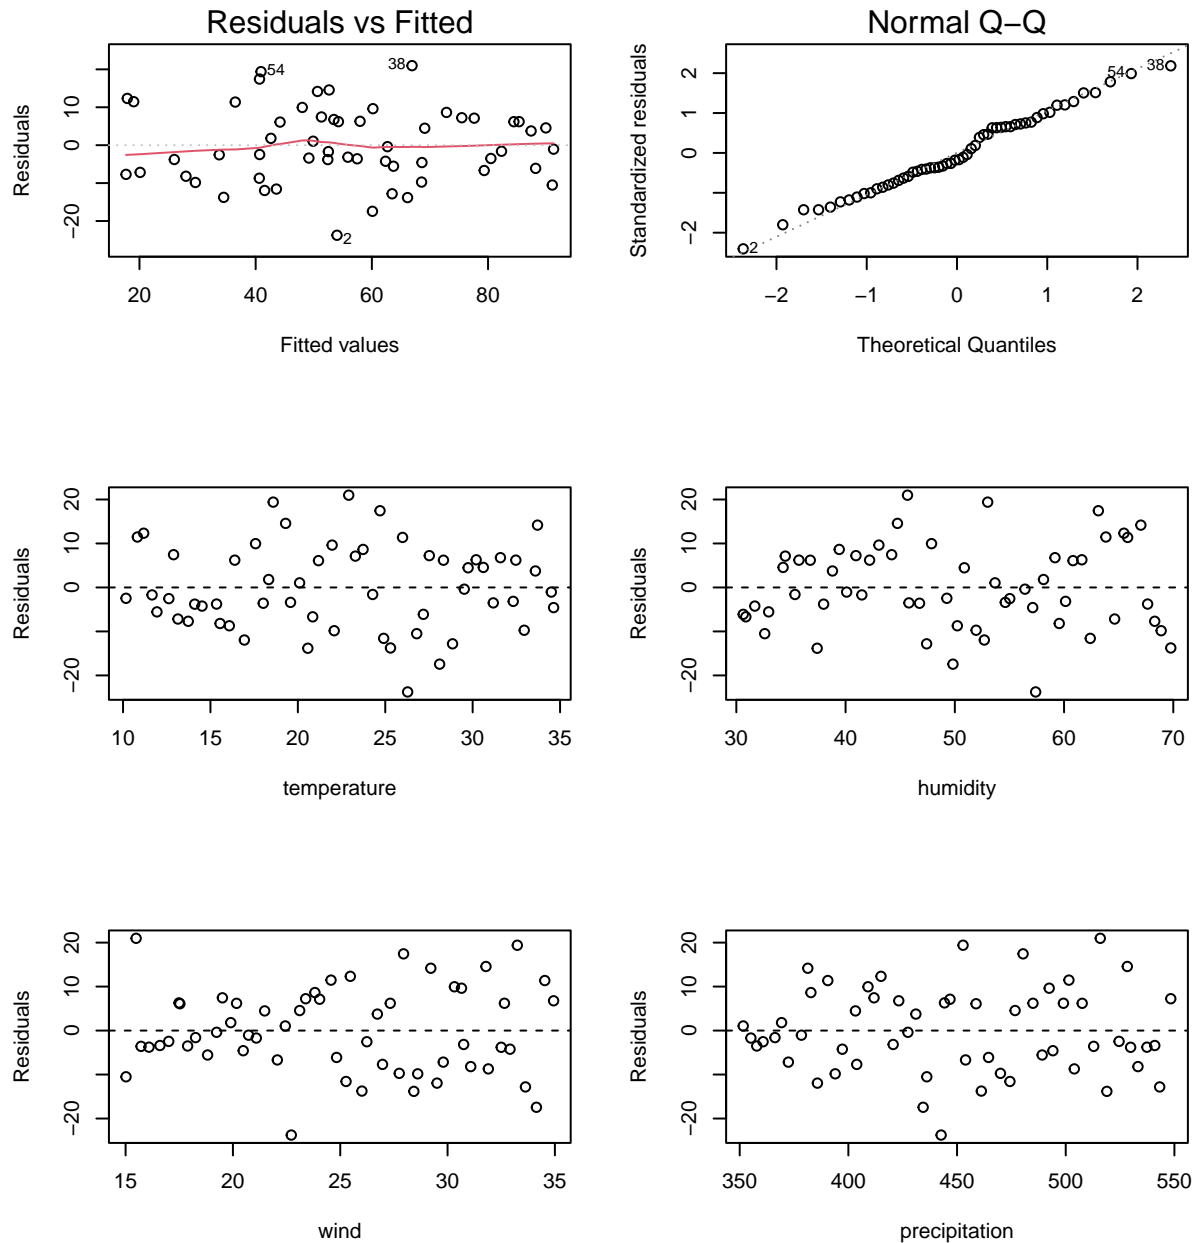 Residuals vs Fitted
Residuals
20 40 60 80
−20 0 10
54
38
2
Fitted values
Normal Q−Q
Standardized residuals
−2 −1 0 1 2
−2 0 1 2
54
38
2
Theoretical Quantiles
Residuals
−20 0 10 20
10 15 20 25 30 35
temperature
Residuals
−20 0 10 20
30 40 50 60 70
humidity
Residuals
−20 0 10 20
15 20 25 30 35
wind
Residuals
−20 0 10 20
350 400 450 500 550
precipitation